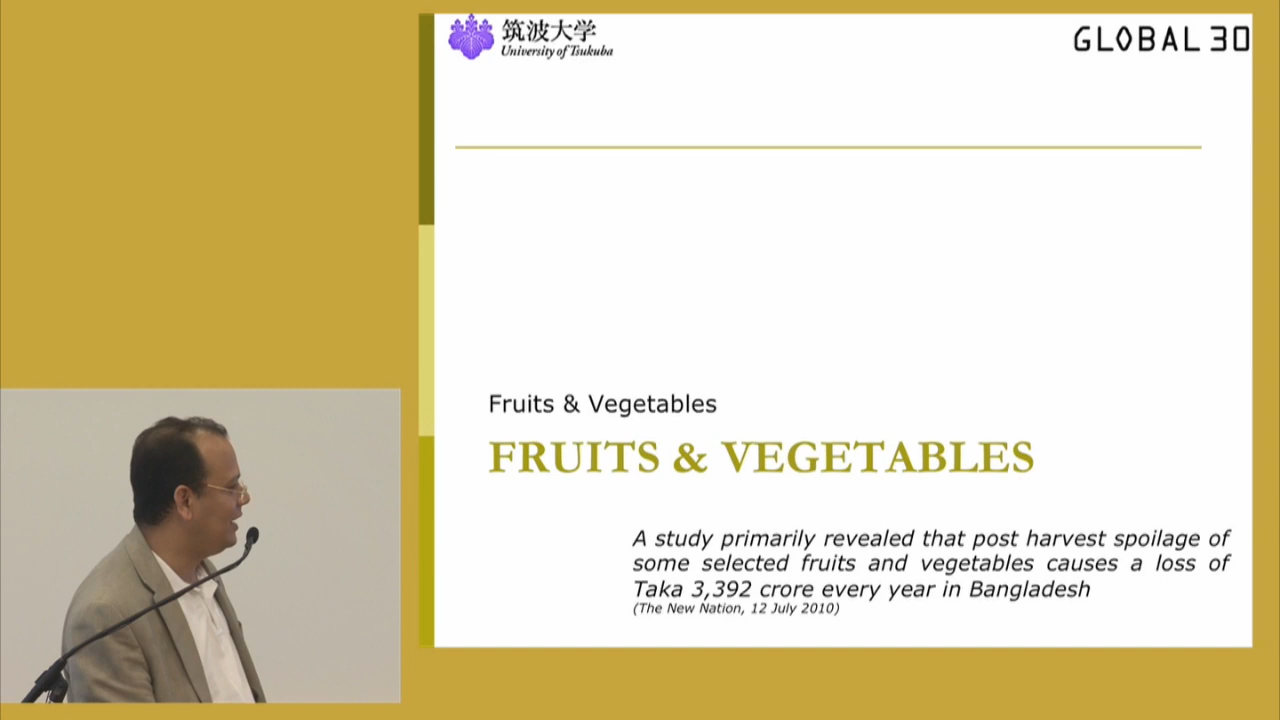 筑波大学
University of Tsukuba
GLOBAL 30
Fruits & Vegetables
FRUITS & VEGETABLES
A study primarily revealed that post harvest spoilage of
some selected fruits and vegetables causes a loss of
Taka 3,392 crore every year in Bangladesh
(The New Nation, 12 July 2010)